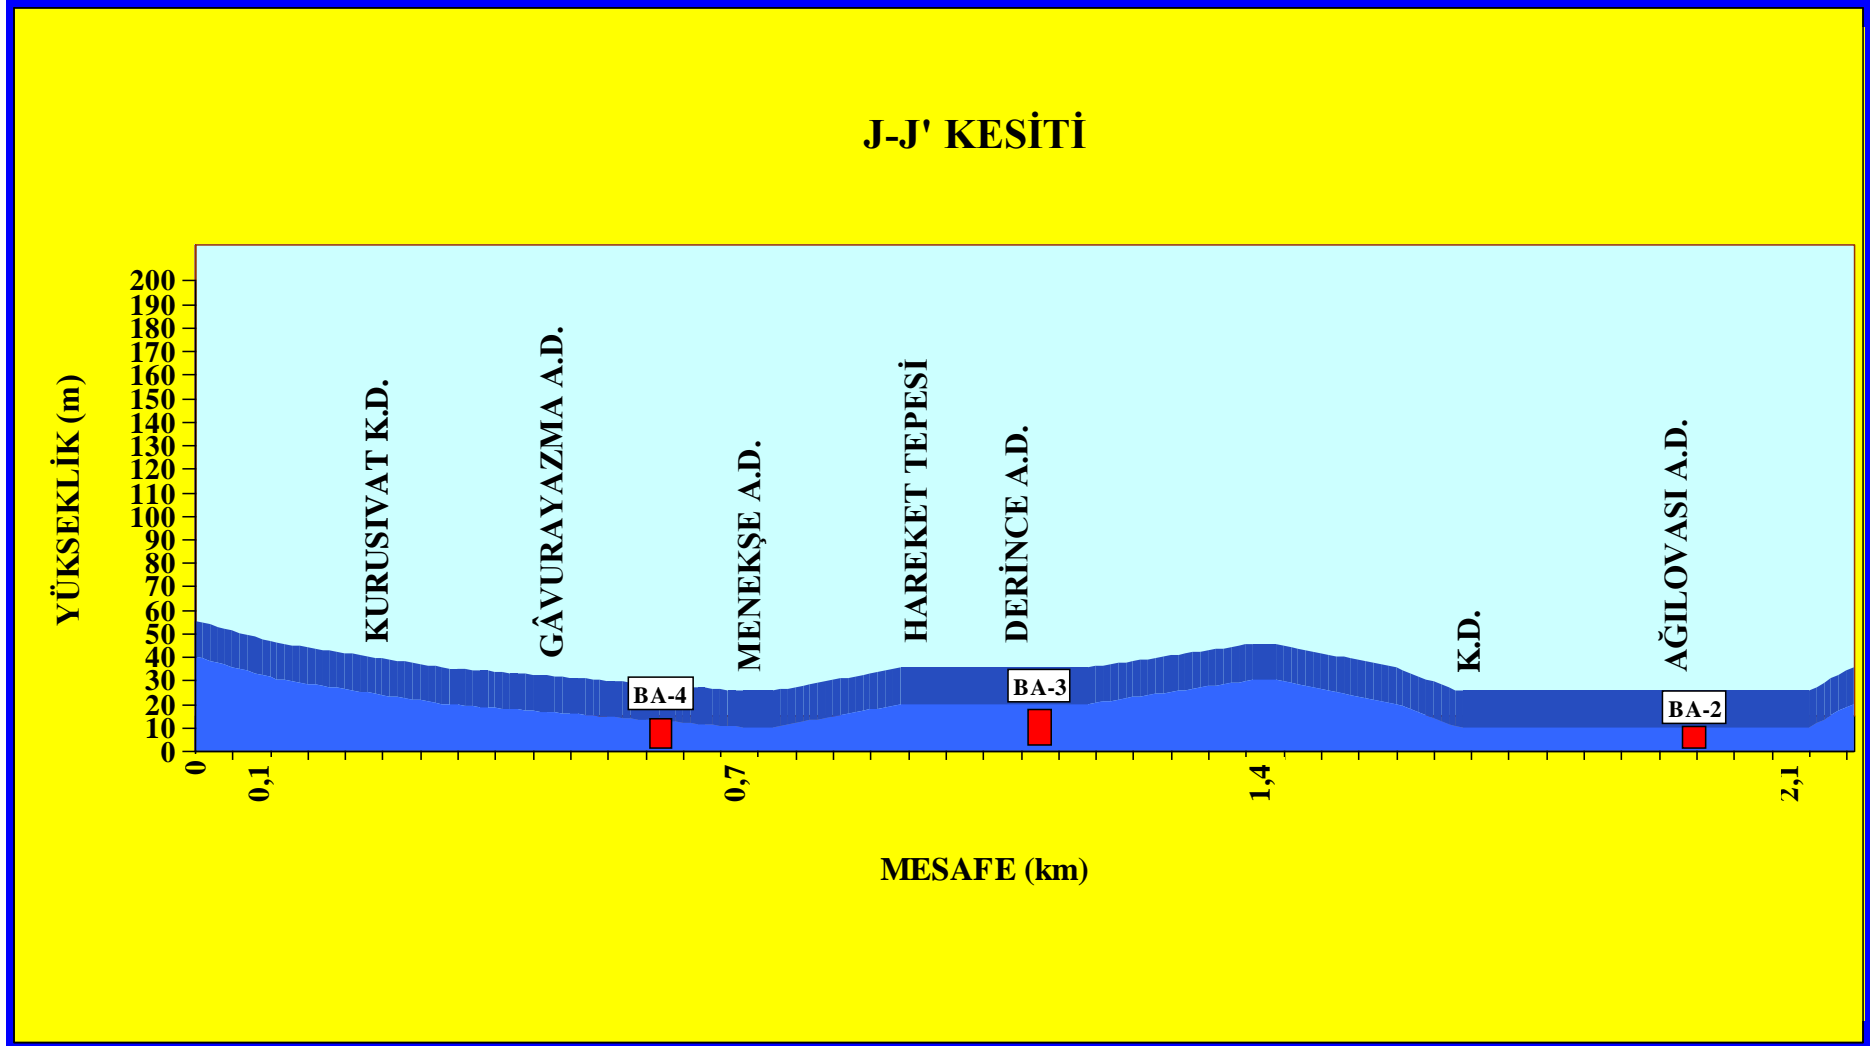 J-J' KESİTİ
YÜKSEKLİK (m)
200
190
180
170
160
150
140
130
120
110
100
90
80
70
60
50
40
30
20
10
0
KURUSIVAT K.D.
GÂVURAYAZMA A.D.
MENEKŞE A.D.
HAREKET TEPESİ
DERİNCE A.D.
K.D.
AĞILOVASI A.D.
BA-4
BA-3
BA-2
0
0,1
0,7
1,4
2,1
MESAFE (km)